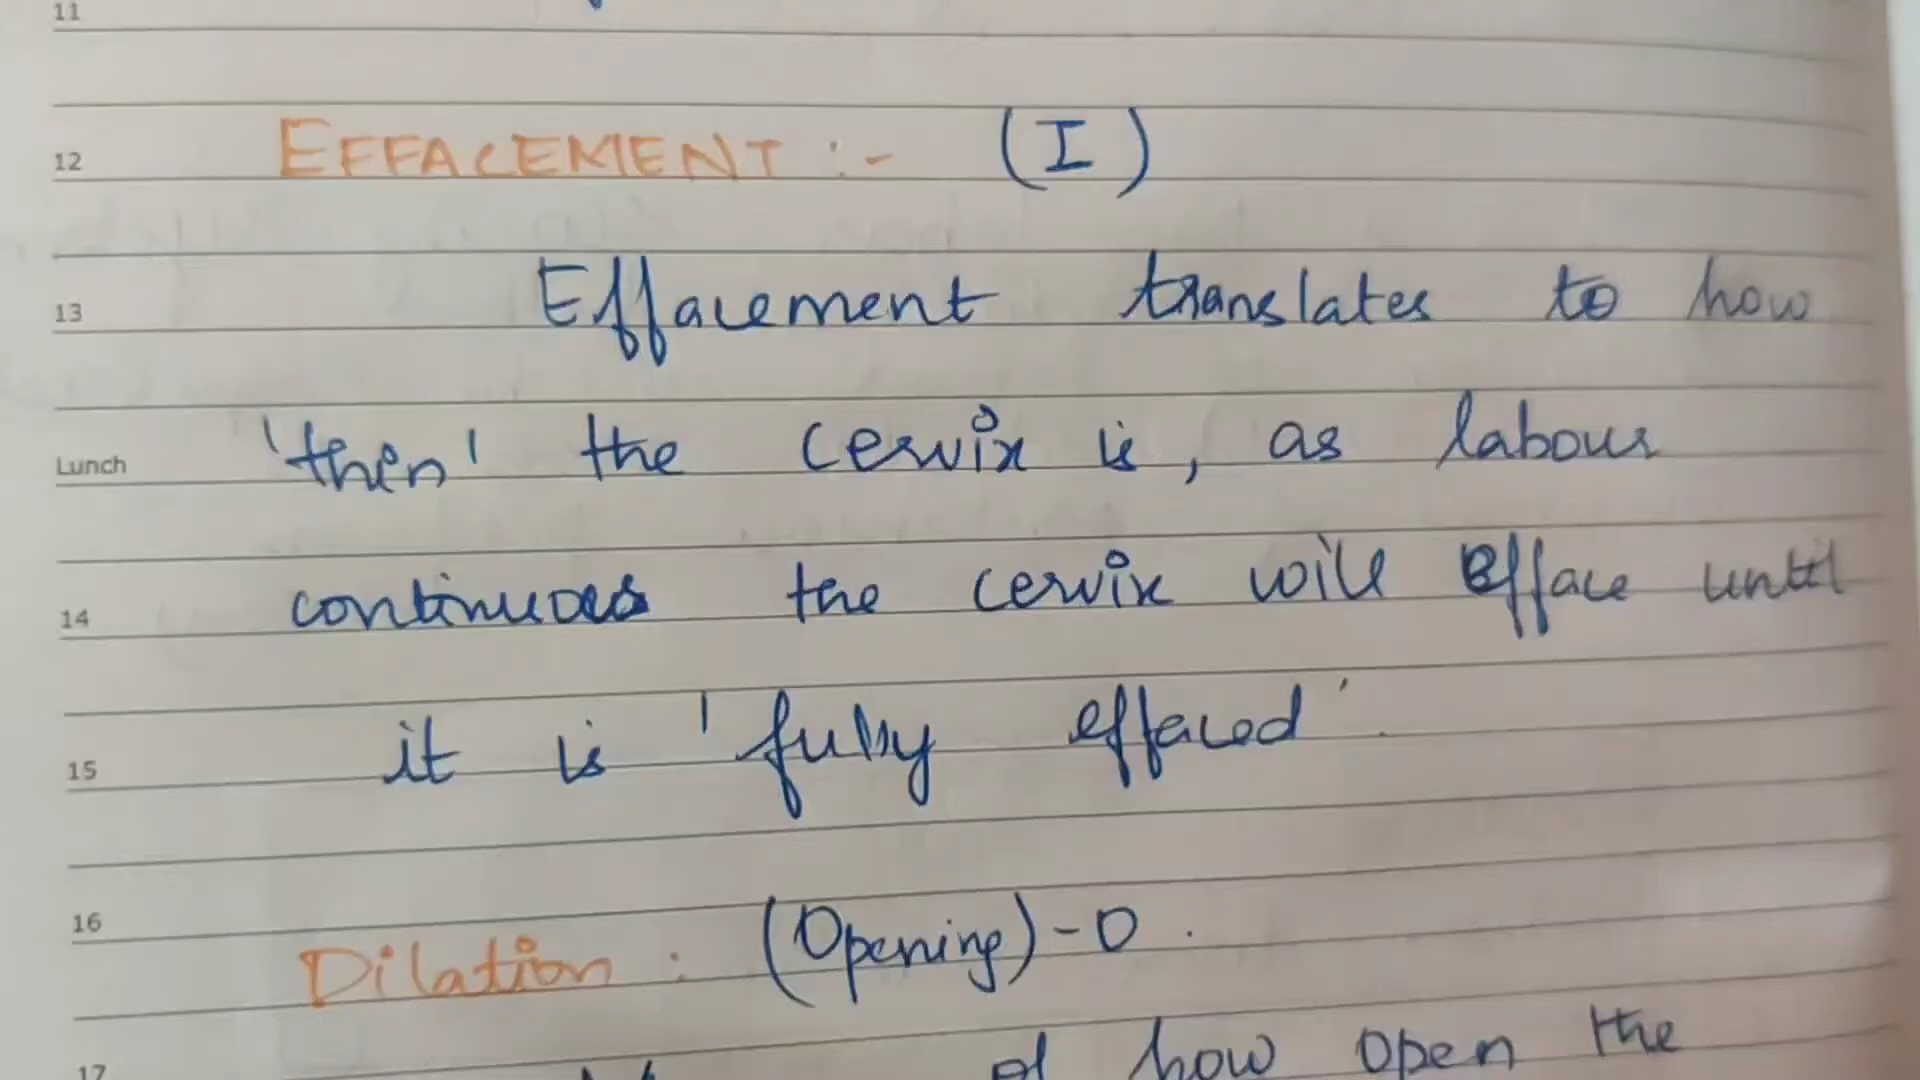 11
12 EFFACEMENT :- (I)
13 Effacement translates to how
Lunch 'thin' the cervix is, as labour
14 continues the cervix will efface until
15 it is 'fully effaced'.
16
Dilation : (Opening) - O .
17 of how open the